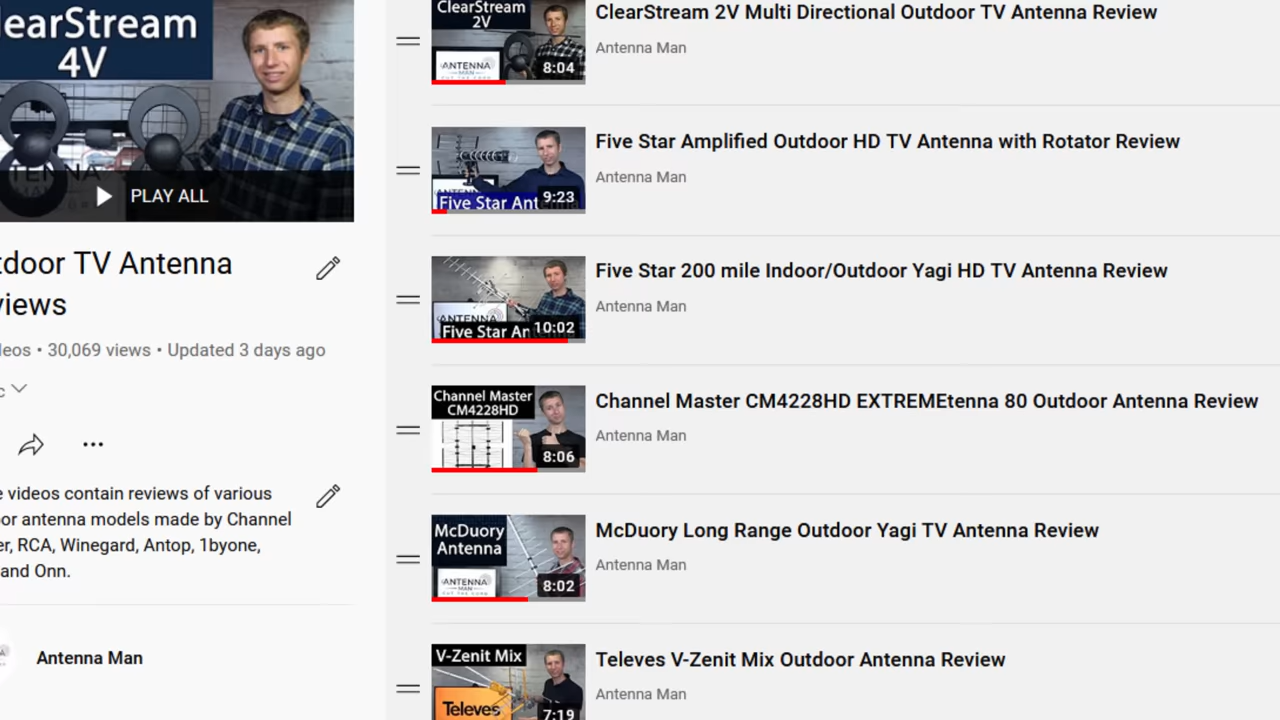 learStream
4V
PLAY ALL
tdoor TV Antenna
views
deos • 30,069 views • Updated 3 days ago
c
e videos contain reviews of various
or antenna models made by Channel
er, RCA, Winegard, Antop, 1byone,
and Onn.
Antenna Man
ClearStream
2V
ANTENNA
MAN
8:04
ClearStream 2V Multi Directional Outdoor TV Antenna Review
Antenna Man
Five Star Ant
9:23
Five Star Amplified Outdoor HD TV Antenna with Rotator Review
Antenna Man
ANTENNA
Five Star An
10:02
Five Star 200 mile Indoor/Outdoor Yagi HD TV Antenna Review
Antenna Man
Channel Master
CM4228HD
8:06
Channel Master CM4228HD EXTREMEtenna 80 Outdoor Antenna Review
Antenna Man
McDuory
Antenna
ANTENNA
MAN
8:02
McDuory Long Range Outdoor Yagi TV Antenna Review
Antenna Man
V-Zenit Mix
Televes
7:19
Televes V-Zenit Mix Outdoor Antenna Review
Antenna Man